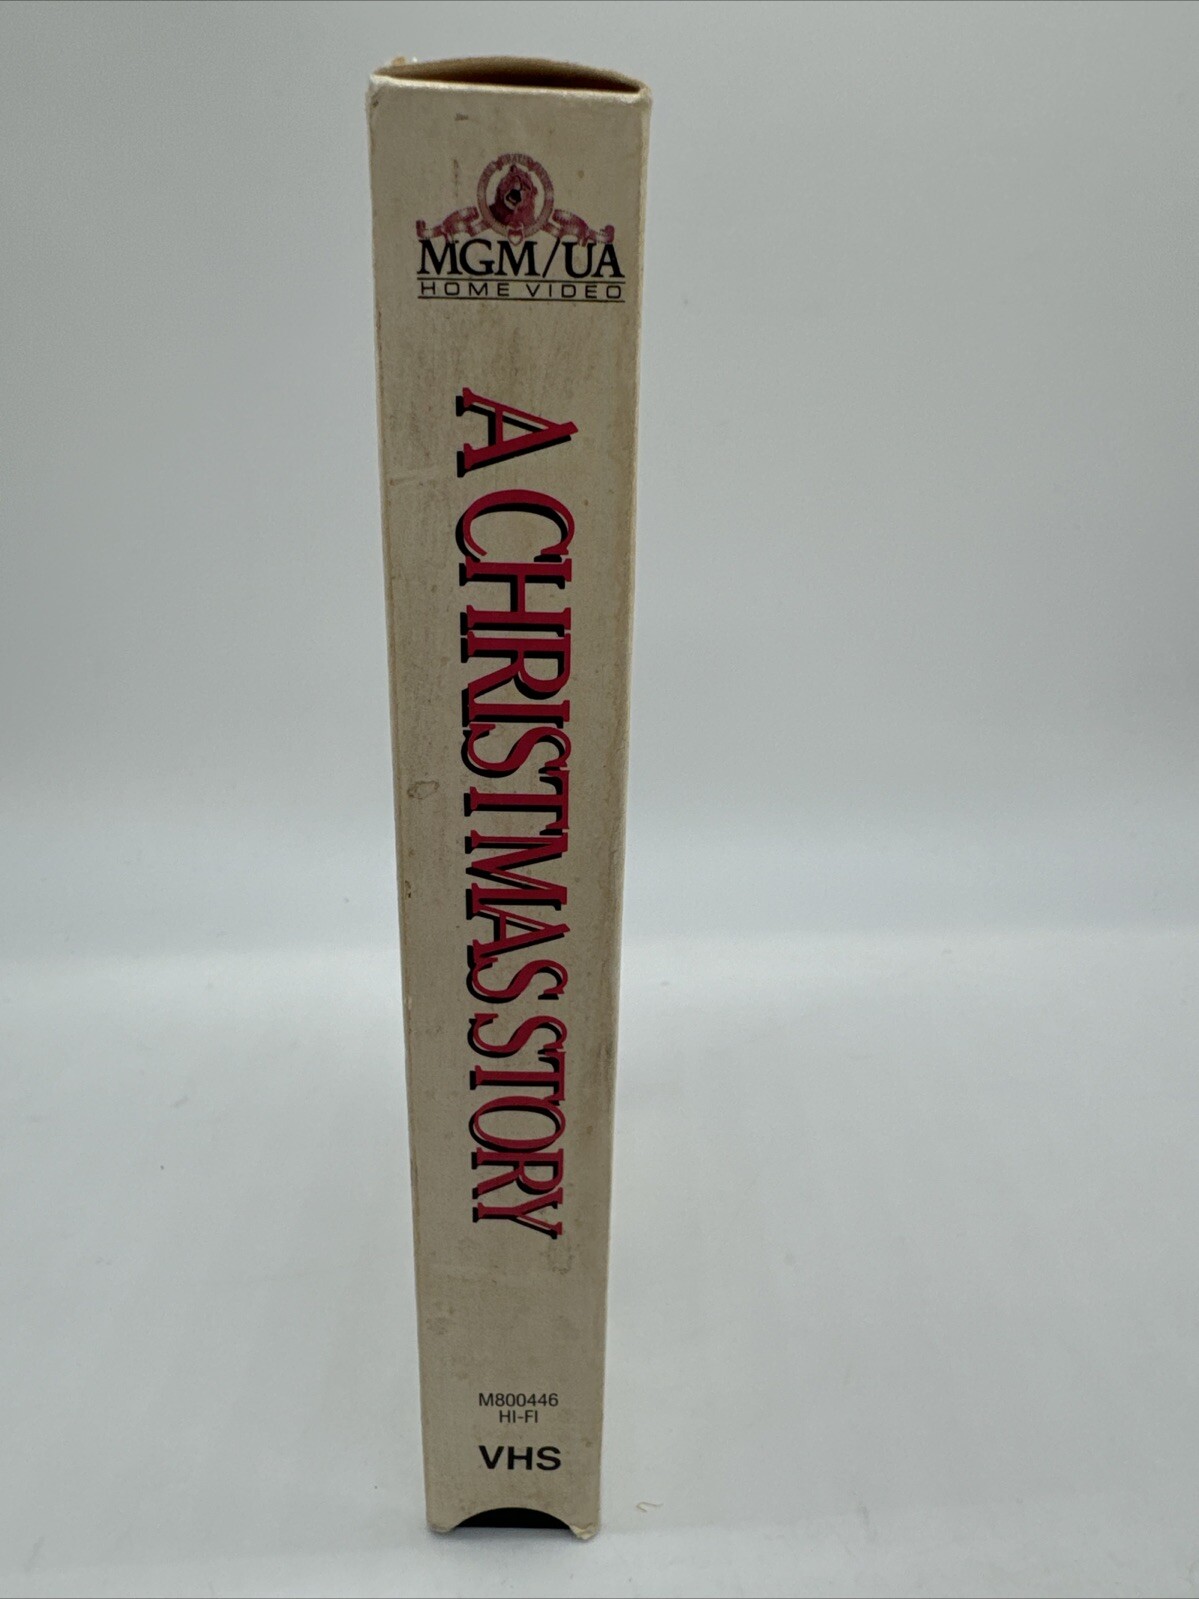 MGM/UA
HOME VIDEO
A CHRISTMAS STORY
M800446
HI-FI
VHS